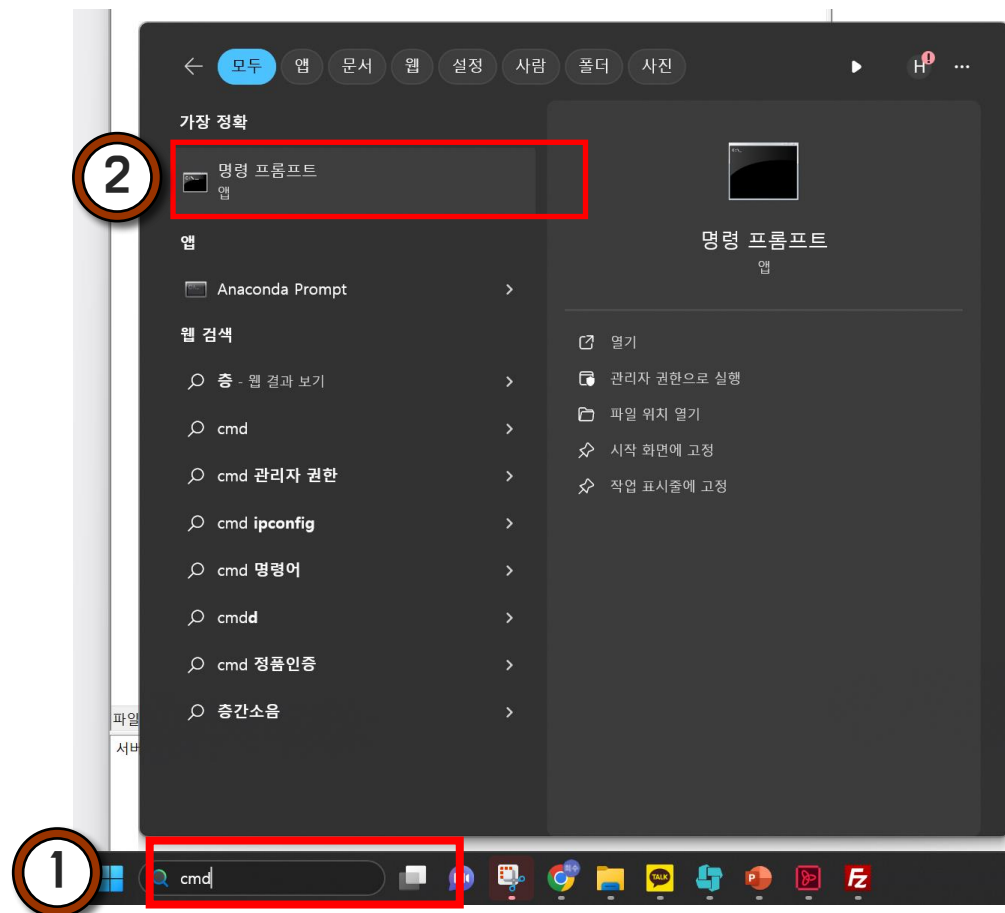 모두 앱 문서 웹 설정 사람 폴더 사진 H ...
가장 정확
2
명령 프롬프트
앱
앱
Anaconda Prompt
웹 검색
층 - 웹 결과 보기
cmd
cmd 관리자 권한
cmd ipconfig
cmd 명령어
cmdd
cmd 정품인증
층간소음
명령 프롬프트
앱
열기
관리자 권한으로 실행
파일 위치 열기
시작 화면에 고정
작업 표시줄에 고정
파일
서버
1
cmd
TALK
P
Fz